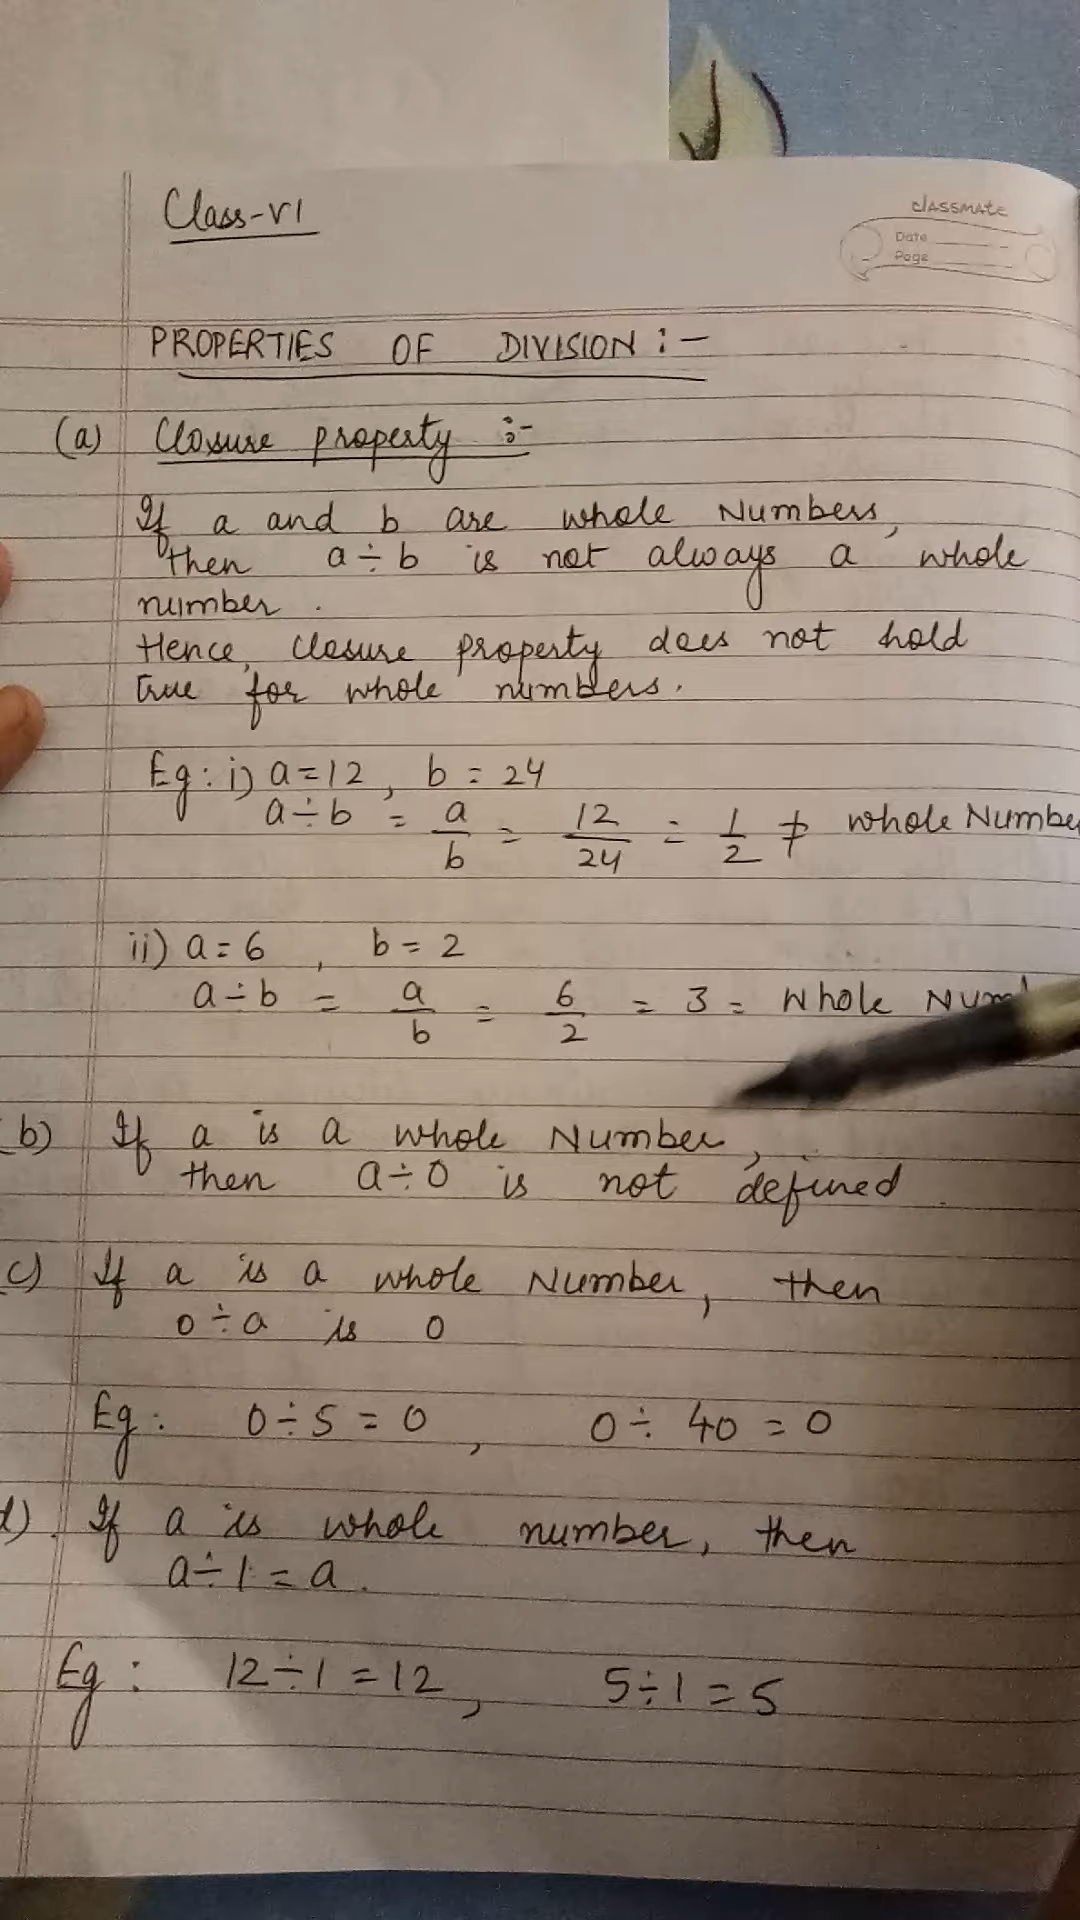 Class-VI
classmate
Date
Page
PROPERTIES OF DIVISION :-
(a) Closure property :-
If a and b are whole Numbers,
then a ÷ b is not always a whole
number.
Hence, closure property does not hold
true for whole numbers.
Eg: i) a = 12, b = 24
a ÷ b = a/b = 12/24 = 1/2 ≠ whole Numbe
ii) a = 6, b = 2
a ÷ b = a/b = 6/2 = 3 = Whole
b) If a is a whole Number,
then a ÷ 0 is not defined.
c) If a is a whole Number, then
0 ÷ a is 0
Eg: 0 ÷ 5 = 0, 0 ÷ 40 = 0
d). If a is whole number, then
a ÷ 1 = a.
Eg: 12 ÷ 1 = 12, 5 ÷ 1 = 5